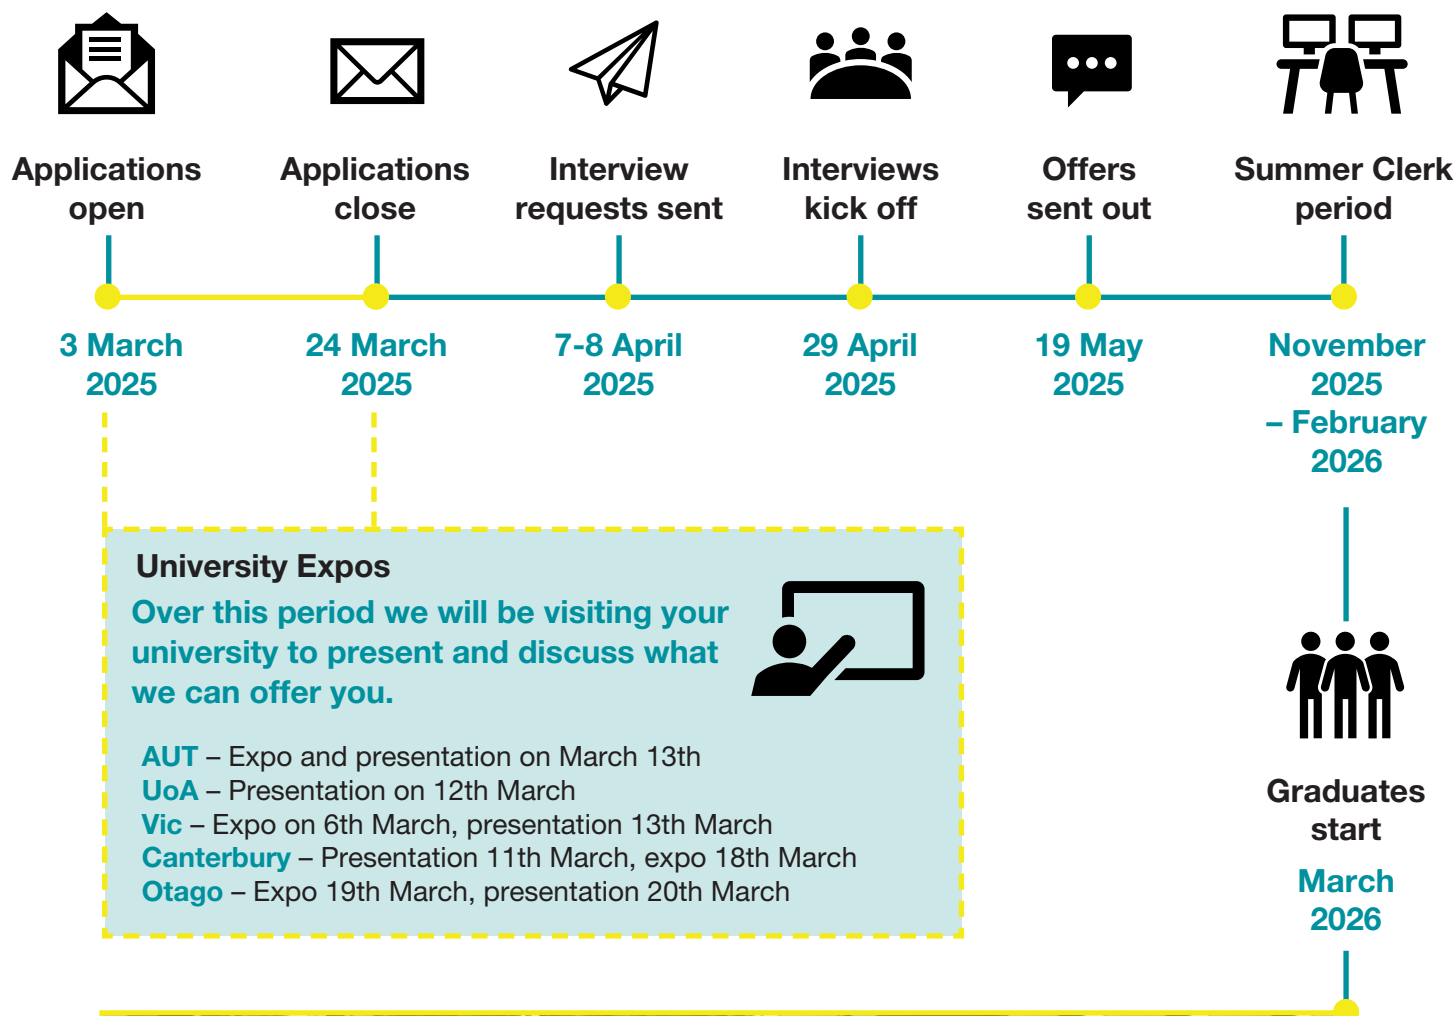 Applications
open
Applications
close
Interview
requests sent
Interviews
kick off
Offers
sent out
Summer Clerk
period
3 March
2025
24 March
2025
7-8 April
2025
29 April
2025
19 May
2025
November
2025
– February
2026
University Expos
Over this period we will be visiting your
university to present and discuss what
we can offer you.
AUT – Expo and presentation on March 13th
UoA – Presentation on 12th March
Vic – Expo on 6th March, presentation 13th March
Canterbury – Presentation 11th March, expo 18th March
Otago – Expo 19th March, presentation 20th March
Graduates
start
March
2026